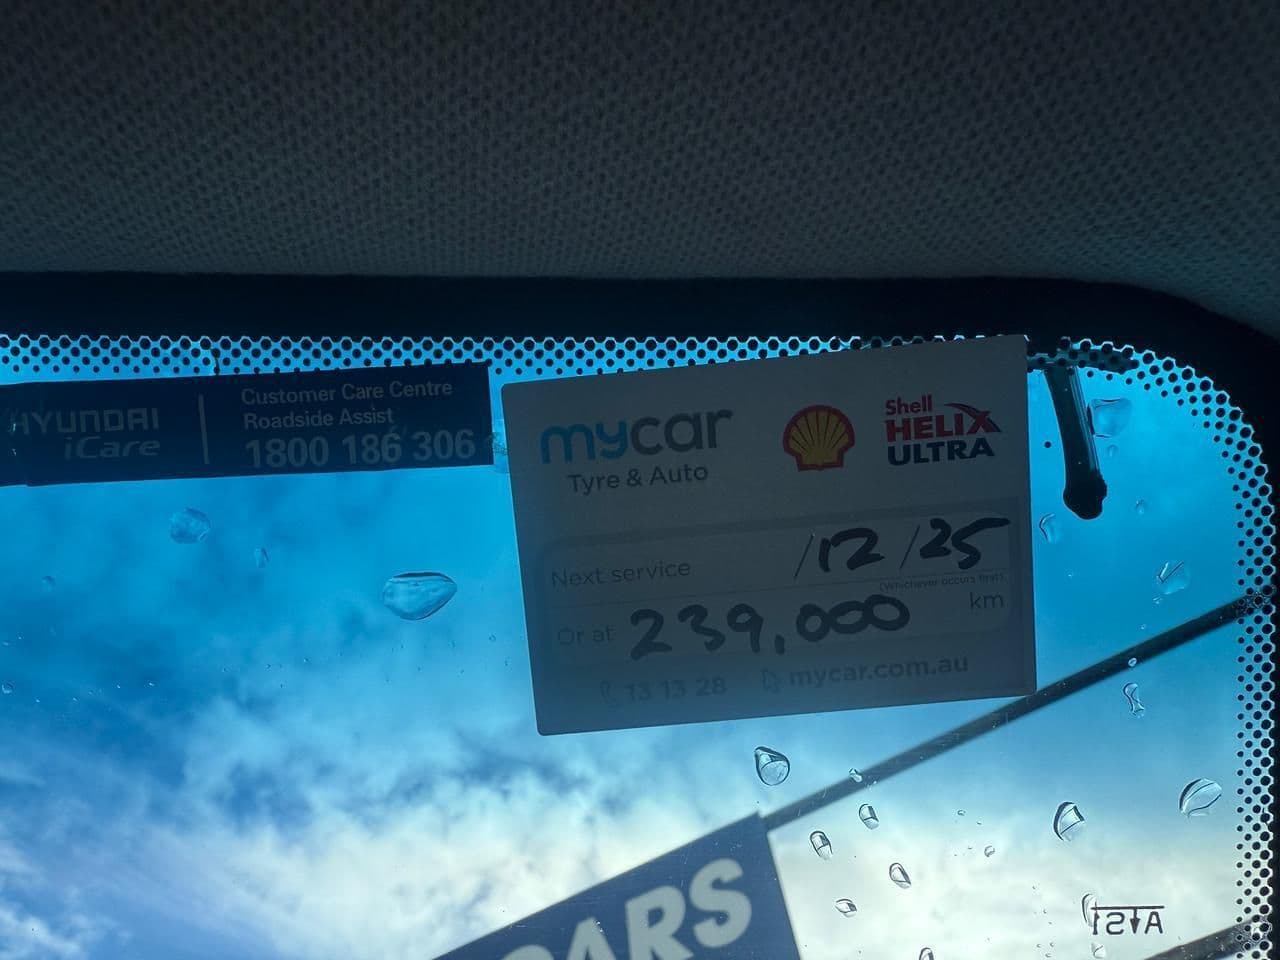 HYUNDAI
iCare
Customer Care Centre
Roadside Assist
1800 186 306
mycar
Tyre & Auto
Shell
HELIX
ULTRA
Next service /12/25
(Whichever occurs first)
Or at 239,000 km
13 13 28 mycar.com.au
CARS
AS1